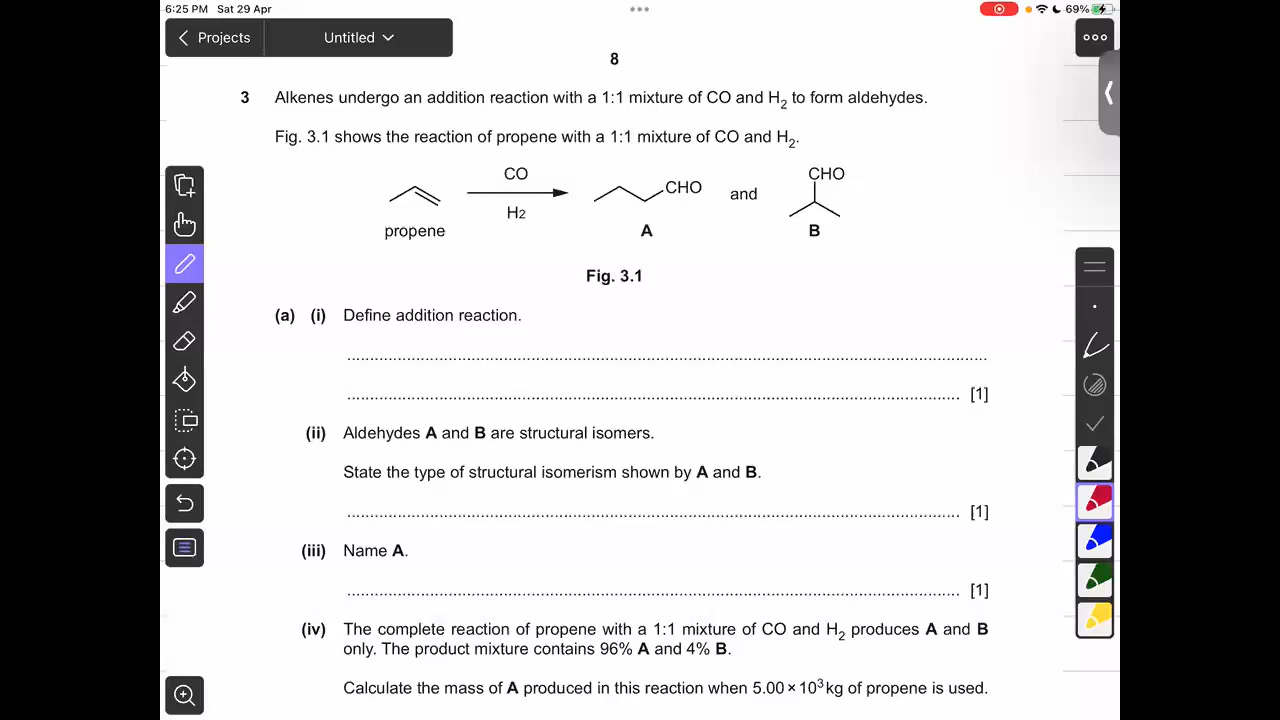 6:25 PM Sat 29 Apr
69%
Projects
Untitled
8
3 Alkenes undergo an addition reaction with a 1:1 mixture of CO and H₂ to form aldehydes.
Fig. 3.1 shows the reaction of propene with a 1:1 mixture of CO and H₂.
CO
H₂
CHO
and
CHO
propene
A
B
Fig. 3.1
(a) (i) Define addition reaction.
[1]
(ii) Aldehydes A and B are structural isomers.
State the type of structural isomerism shown by A and B.
[1]
(iii) Name A.
[1]
(iv) The complete reaction of propene with a 1:1 mixture of CO and H₂ produces A and B
only. The product mixture contains 96% A and 4% B.
Calculate the mass of A produced in this reaction when 5.00 × 10³ kg of propene is used.